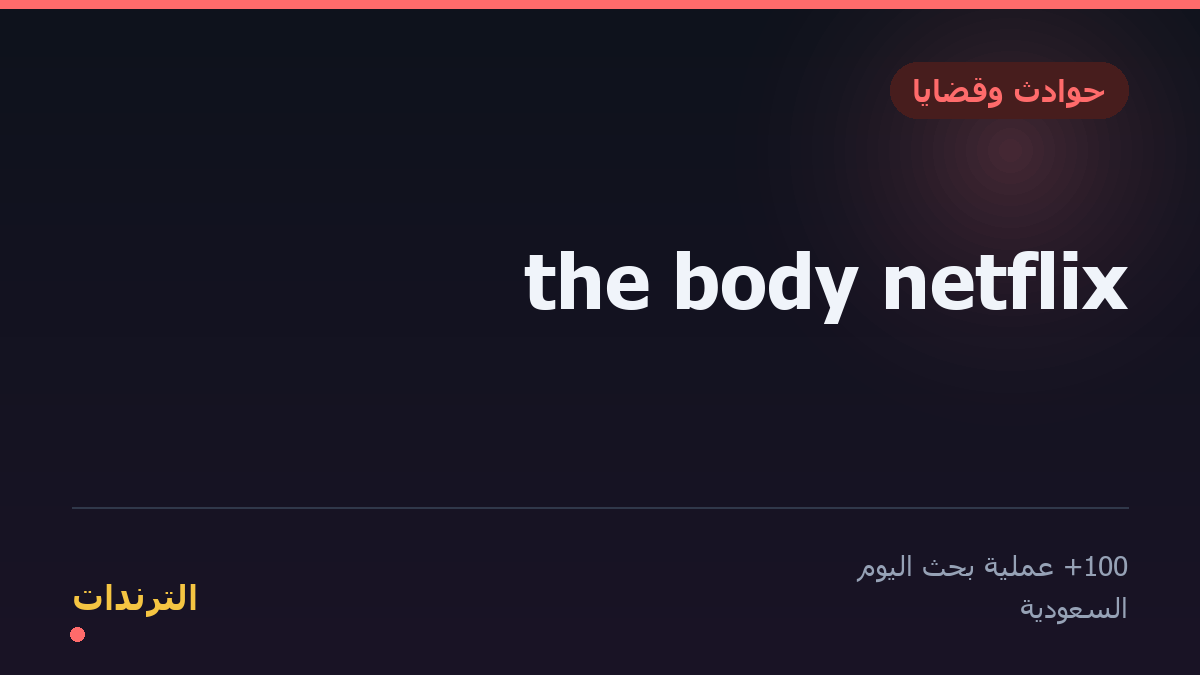 حوادث وقضايا
the body netflix
+100 عملية بحث اليوم
السعودية
الترندات